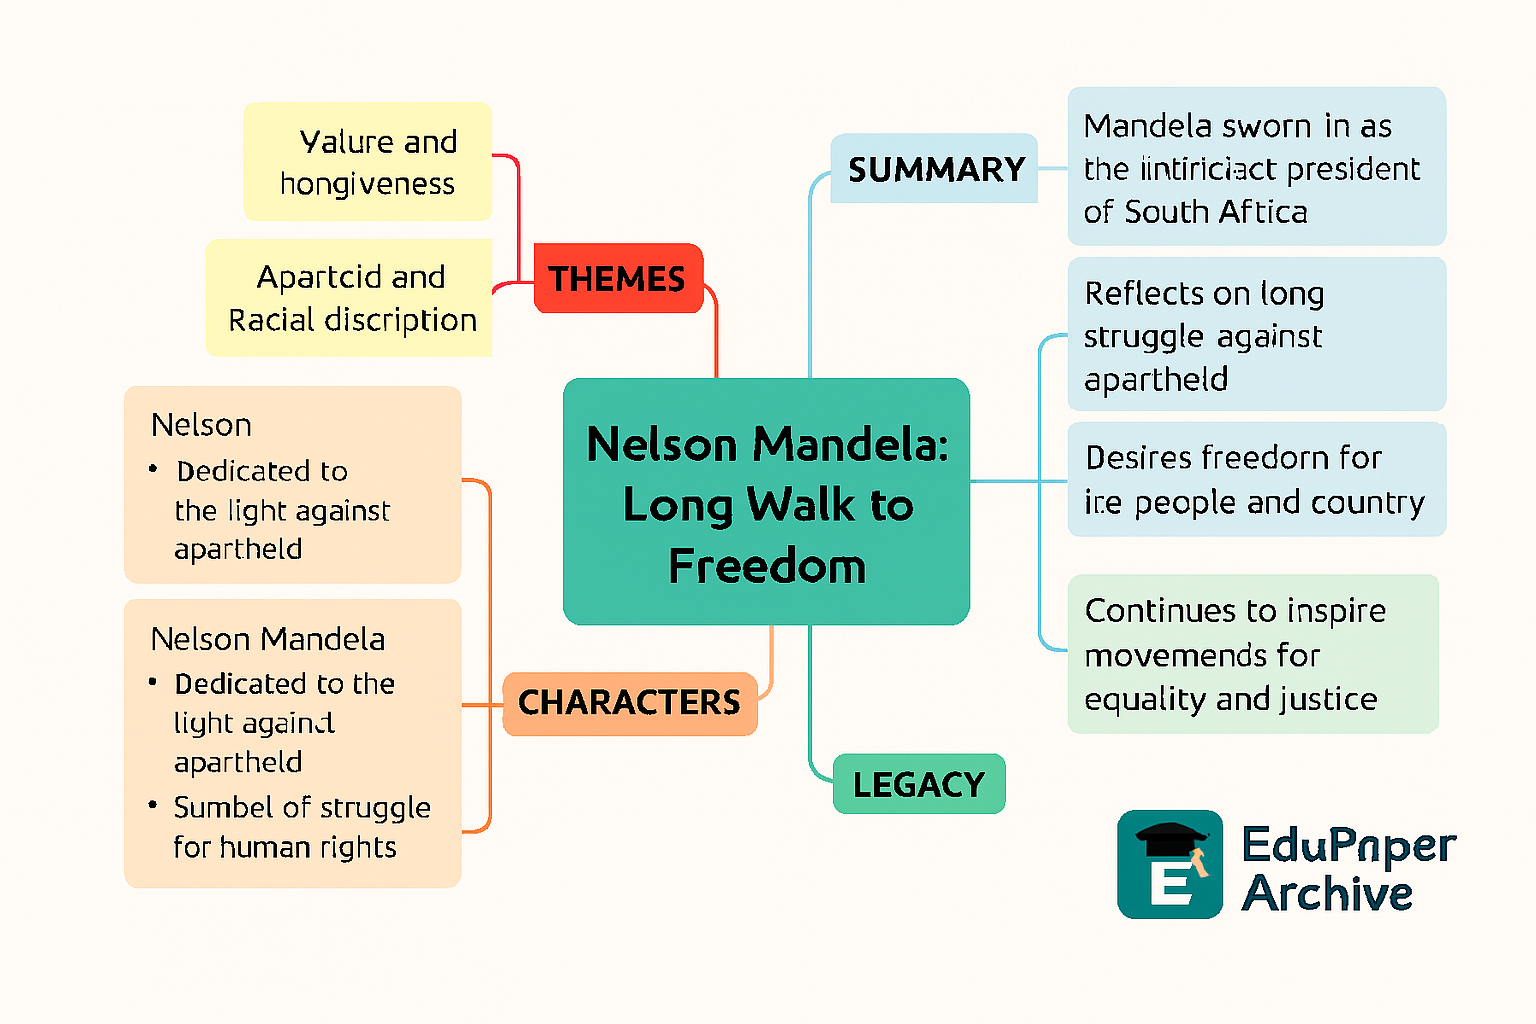 Yalure and
hongiveness
Apartcid and
Racial discription
THEMES
SUMMARY
Mandela sworn in as
the president
of South Aftica
Reflects on long
struggle against
apartheld
Desires freedorn for
people and country
Continues to inspire
movemends for
equality and justice
Nelson Mandela:
Long Walk to
Freedom
Nelson
• Dedicated to
the light against
apartheld
Nelson Mandela
• Dedicated to the
light against
apartheld
• Sumbel of struggle
for human rights
CHARACTERS
LEGACY
E
EduPnper
Archive